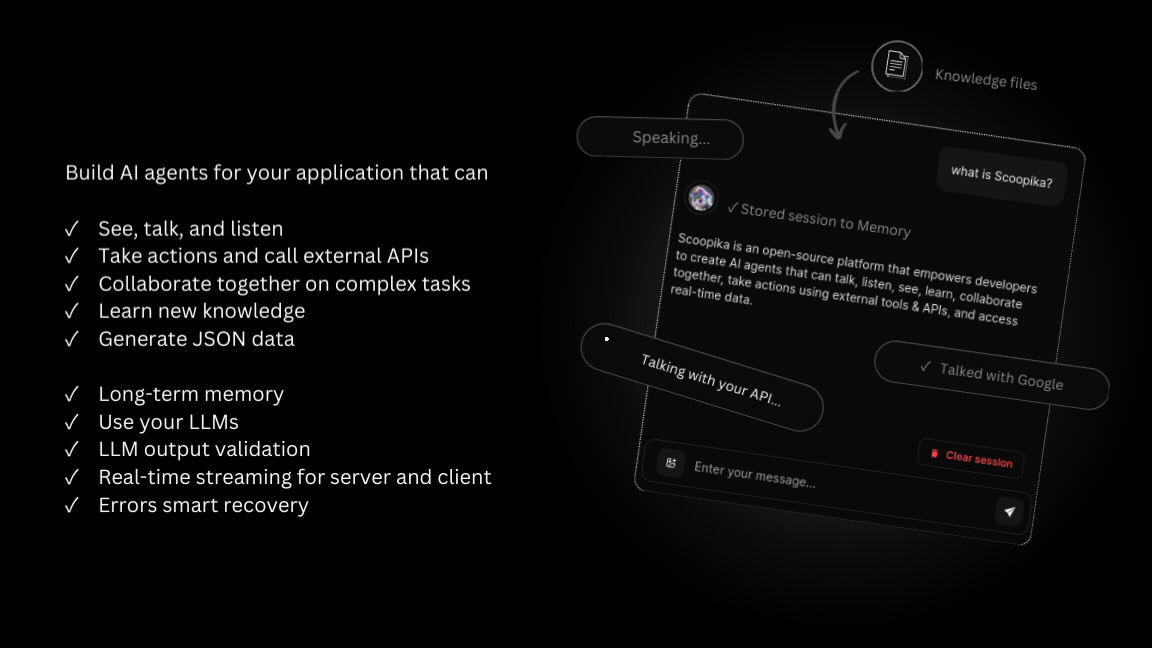 Build AI agents for your application that can
✓ See, talk, and listen
✓ Take actions and call external APIs
✓ Collaborate together on complex tasks
✓ Learn new knowledge
✓ Generate JSON data
✓ Long-term memory
✓ Use your LLMs
✓ LLM output validation
✓ Real-time streaming for server and client
✓ Errors smart recovery
Knowledge files
Speaking...
what is Scoopika?
✓ Stored session to Memory
Scoopika is an open-source platform that empowers developers
to create AI agents that can talk, listen, see, learn, collaborate
together, take actions using external tools & APIs, and access
real-time data.
Talking with your API...
✓ Talked with Google
Clear session
Enter your message...